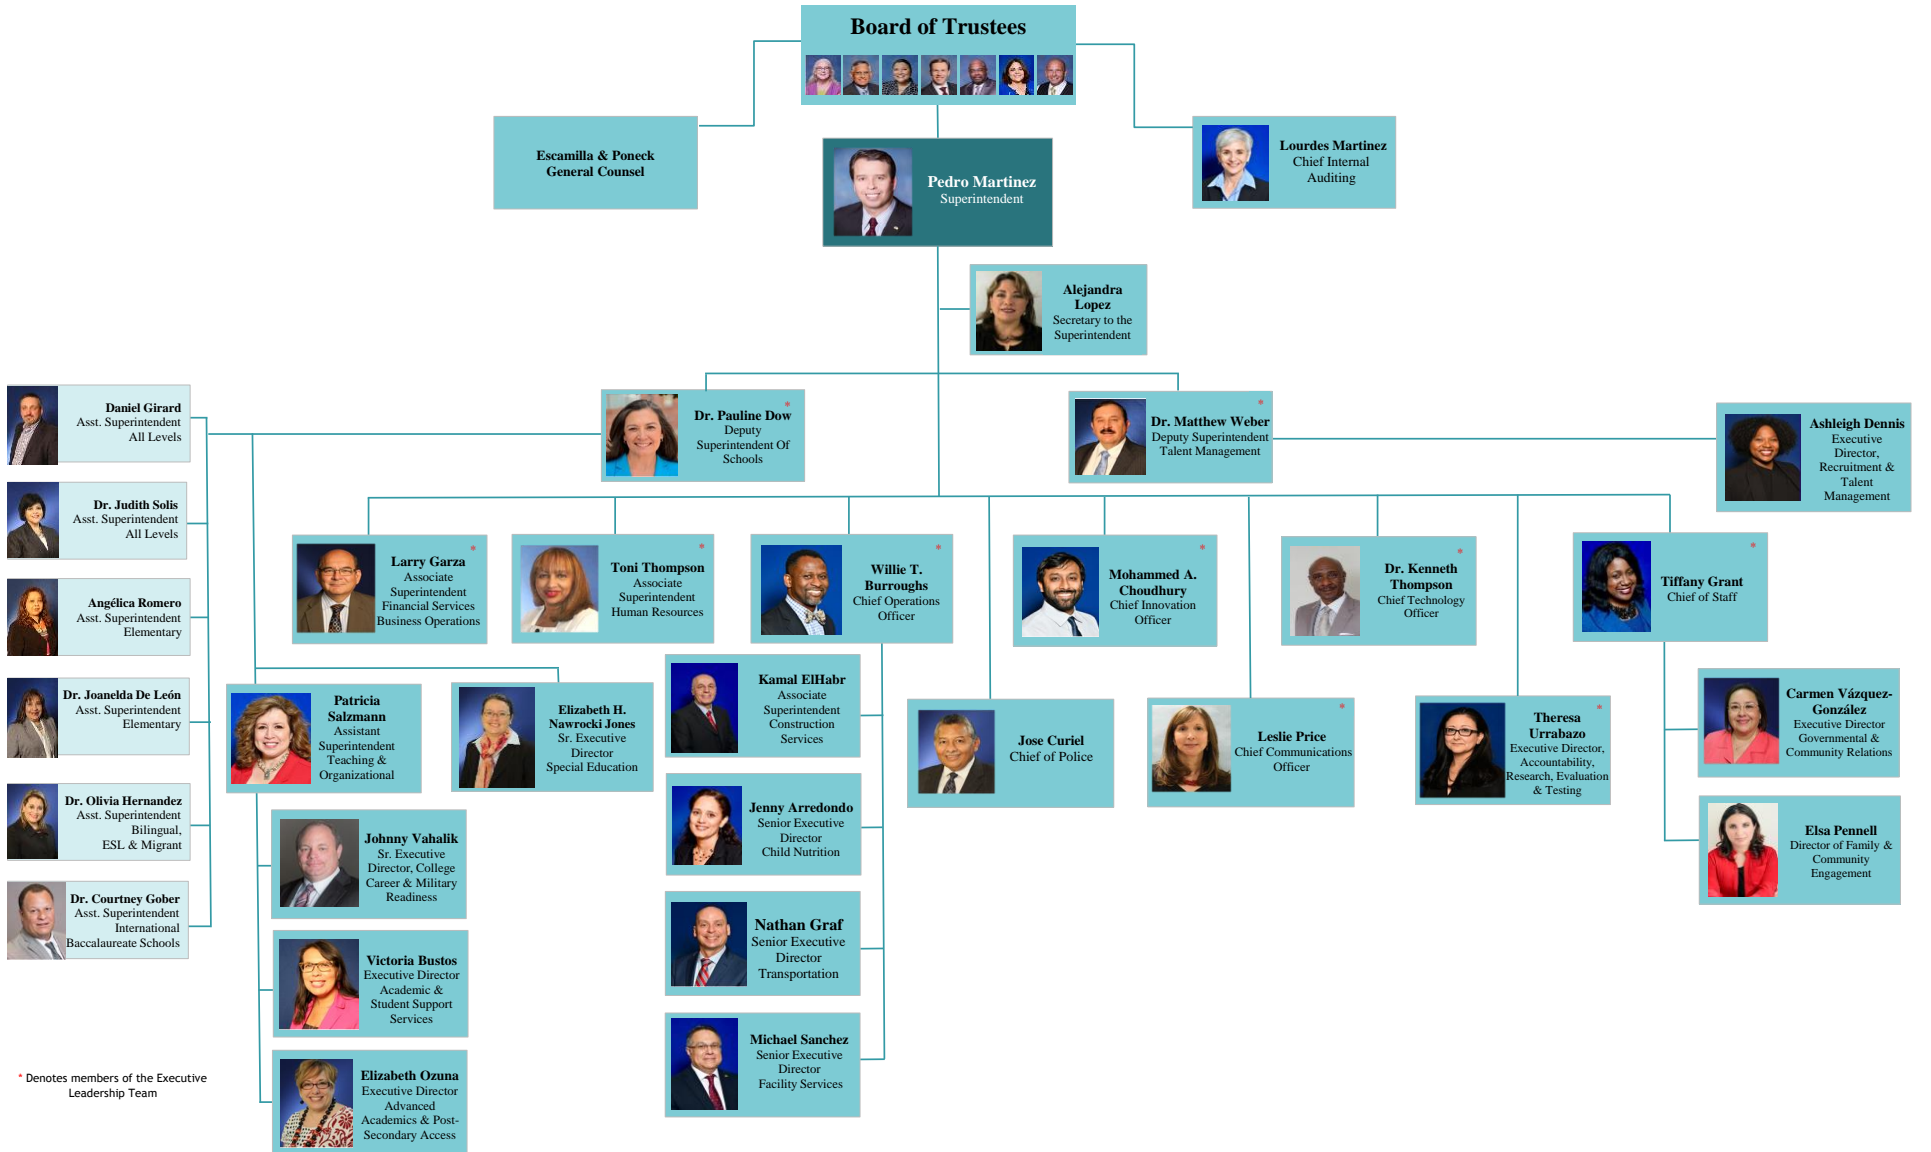 Board of Trustees
Escamilla & Poneck
General Counsel
Lourdes Martinez
Chief Internal
Auditing
Pedro Martinez
Superintendent
Alejandra
Lopez
Secretary to the
Superintendent
*
Dr. Pauline Dow
Deputy
Superintendent Of
Schools
*
Dr. Matthew Weber
Deputy Superintendent
Talent Management
Ashleigh Dennis
Executive
Director,
Recruitment &
Talent
Management
Daniel Girard
Asst. Superintendent
All Levels
Dr. Judith Solis
Asst. Superintendent
All Levels
Angélica Romero
Asst. Superintendent
Elementary
Dr. Joanelda De León
Asst. Superintendent
Elementary
Dr. Olivia Hernandez
Asst. Superintendent
Bilingual,
ESL & Migrant
Dr. Courtney Gober
Asst. Superintendent
International
Baccalaureate Schools
*
Larry Garza
Associate
Superintendent
Financial Services
Business Operations
*
Toni Thompson
Associate
Superintendent
Human Resources
*
Willie T.
Burroughs
Chief Operations
Officer
*
Mohammed A.
Choudhury
Chief Innovation
Officer
*
Dr. Kenneth
Thompson
Chief Technology
Officer
*
Tiffany Grant
Chief of Staff
Patricia
Salzmann
Assistant
Superintendent
Teaching &
Organizational
Elizabeth H.
Nawrocki Jones
Sr. Executive
Director
Special Education
Kamal ElHabr
Associate
Superintendent
Construction
Services
Jose Curiel
Chief of Police
*
Leslie Price
Chief Communications
Officer
*
Theresa
Urrabazo
Executive Director,
Accountability,
Research, Evaluation
& Testing
Carmen Vázquez-
González
Executive Director
Governmental &
Community Relations
Johnny Vahalik
Sr. Executive
Director, College
Career & Military
Readiness
Jenny Arredondo
Senior Executive
Director
Child Nutrition
Elsa Pennell
Director of Family &
Community
Engagement
Victoria Bustos
Executive Director
Academic &
Student Support
Services
Nathan Graf
Senior Executive
Director
Transportation
Elizabeth Ozuna
Executive Director
Advanced
Academics & Post-
Secondary Access
Michael Sanchez
Senior Executive
Director
Facility Services
* Denotes members of the Executive
Leadership Team